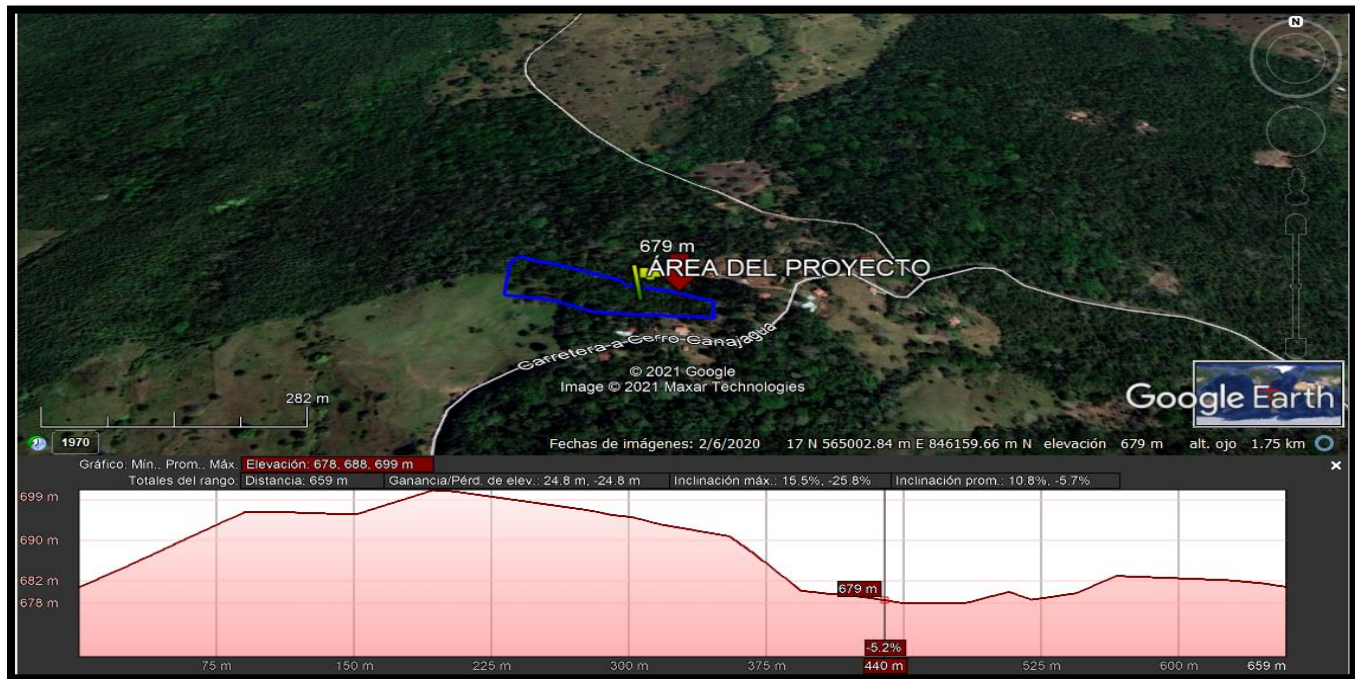 N
679 m
ÁREA DEL PROYECTO
Carretera-a-Cerro-Canajagua
© 2021 Google
Image © 2021 Maxar Technologies
Google Earth
282 m
1970
Fechas de imágenes: 2/6/2020 17 N 565002.84 m E 846159.66 m N elevación 679 m alt. ojo 1.75 km
Gráfico: Mín., Prom., Máx. Elevación: 678, 688, 699 m
Totales del rango: Distancia: 659 m Ganancia/Pérd. de elev.: 24.8 m, -24.8 m Inclinación máx.: 15.5%, -25.8% Inclinación prom.: 10.8%, -5.7%
699 m
690 m
682 m
678 m
679 m
-5.2%
75 m 150 m 225 m 300 m 375 m 440 m 525 m 600 m 659 m